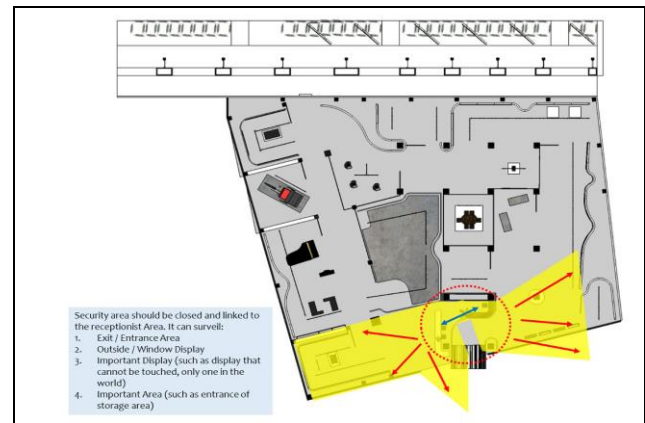 Security area should be closed and linked to
the receptionist Area. It can surveil:
1. Exit / Entrance Area
2. Outside / Window Display
3. Important Display (such as display that
cannot be touched, only one in the
world)
4. Important Area (such as entrance of
storage area)